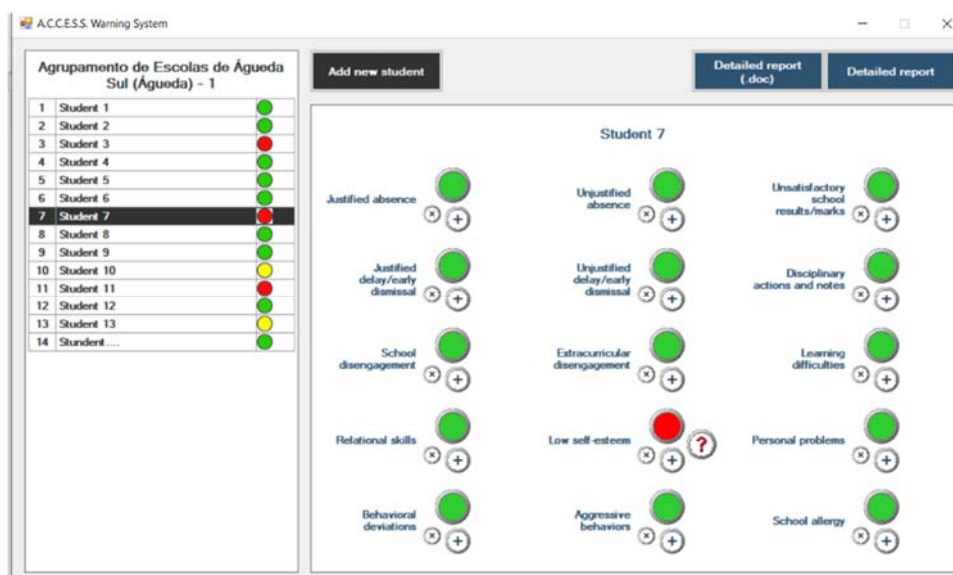 A.C.C.E.S.S. Warning System
Agrupamento de Escolas de Águeda
Sul (Águeda) - 1
1 Student 1
2 Student 2
3 Student 3
4 Student 4
5 Student 5
6 Student 6
7 Student 7
8 Student 8
9 Student 9
10 Student 10
11 Student 11
12 Student 12
13 Student 13
14 Stundent....
Add new student
Detailed report
(.doc)
Detailed report
Student 7
Justified absence
Unjustified
absence
Unsatisfactory
school
results/marks
Justified
delay/early
dismissal
Unjustified
delay/early
dismissal
Disciplinary
actions and notes
School
disengagement
Extracurricular
disengagement
Learning
difficulties
Relational skills
Low self-esteem
?
Personal problems
Behavioral
deviations
Aggressive
behaviors
School allergy